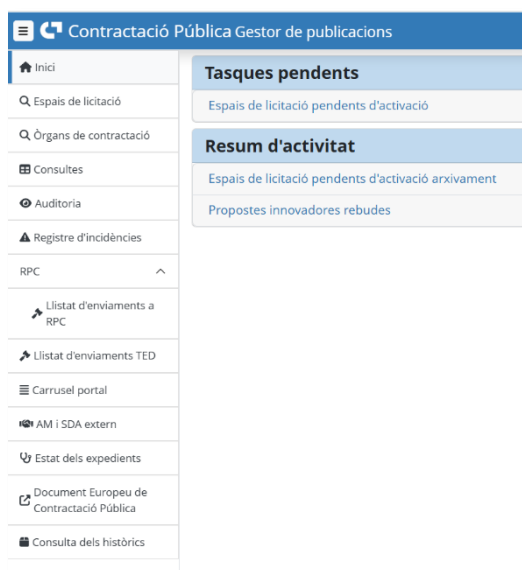 Contractació Pública Gestor de publicacions
Inici
Espais de licitació
Òrgans de contractació
Consultes
Auditoria
Registre d'incidències
RPC
Llistat d'enviaments a
RPC
Llistat d'enviaments TED
Carrusel portal
AM i SDA extern
Estat dels expedients
Document Europeu de
Contractació Pública
Consulta dels històrics
Tasques pendents
Espais de licitació pendents d'activació
Resum d'activitat
Espais de licitació pendents d'activació arxivament
Propostes innovadores rebudes